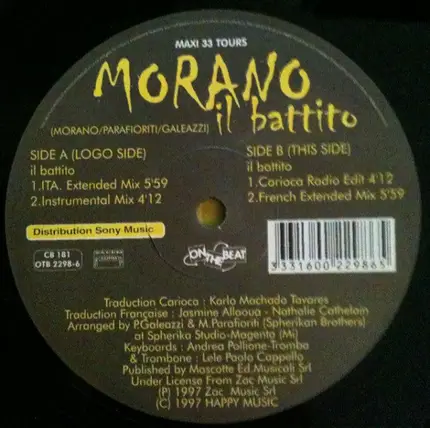 MAXI 33 TOURS
MORANO
il battito
(MORANO/PARAFIORITI/GALEAZZI)
SIDE A (LOGO SIDE)
il battito
1.ITA. Extended Mix 5'59
2.Instrumental Mix 4'12
SIDE B (THIS SIDE)
il battito
1.Carioca Radio Edit 4'12
2.French Extended Mix 5'59
Distribution Sony Music
CB 181
OTB 2298-6
ON THE BEAT
3 331600 229865
Traduction Carioca : Karlo Machado Tavares
Traduction Française : Jasmine Allaoua - Nathalie Cathelain
Arranged by P.Galeazzi & M.Parafioriti (Spherikan Brothers)
at Spherika Studio-Magenta (Mi)
Keyboards : Andrea Pollione-Tromba
& Trombone : Lele Paolo Cappello
Published by Mascotte Ed.Musicali Srl
Under License From Zac Music Srl
(P) 1997 Zac Music Srl
(C) 1997 HAPPY MUSIC